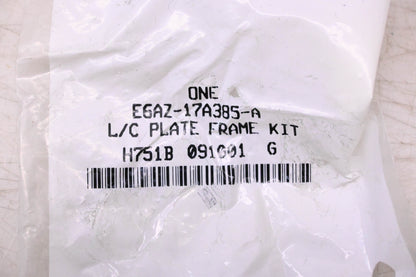 ONE
E6AZ-17A385-A
L/C PLATE FRAME KIT
H751B 091001 G